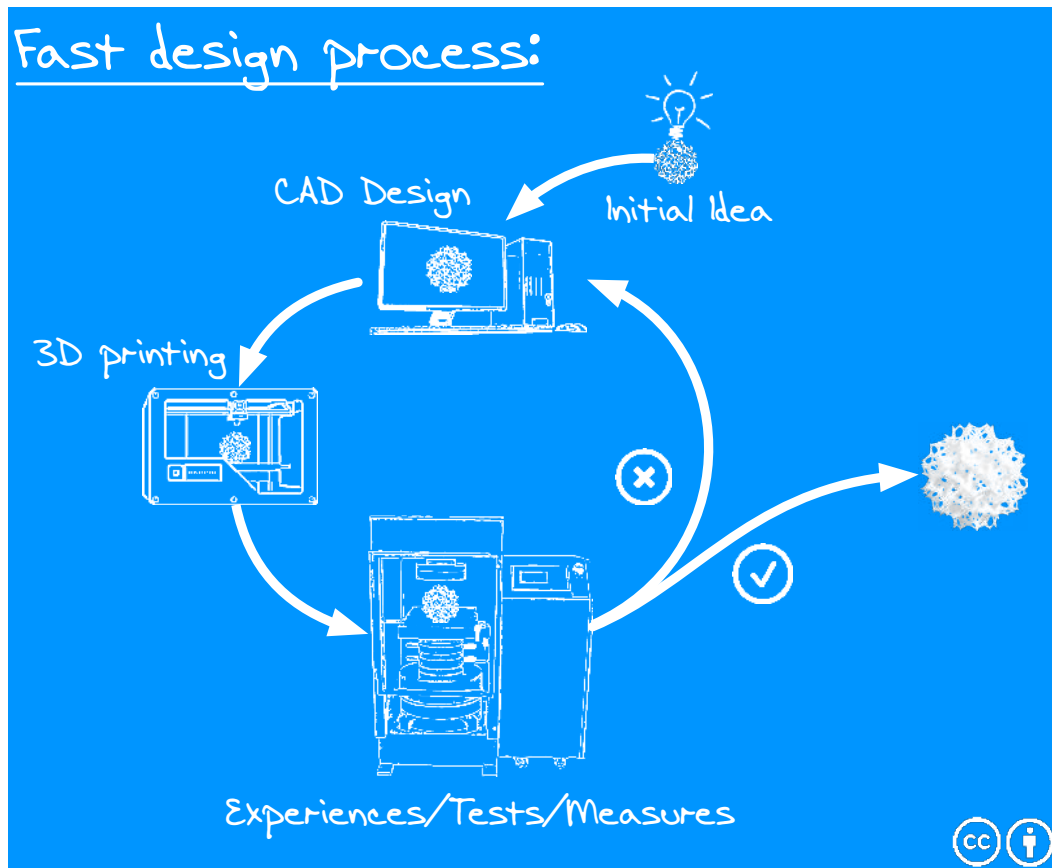 Fast design process:
Initial Idea
CAD Design
3D printing
Experiences/Tests/Measures
cc